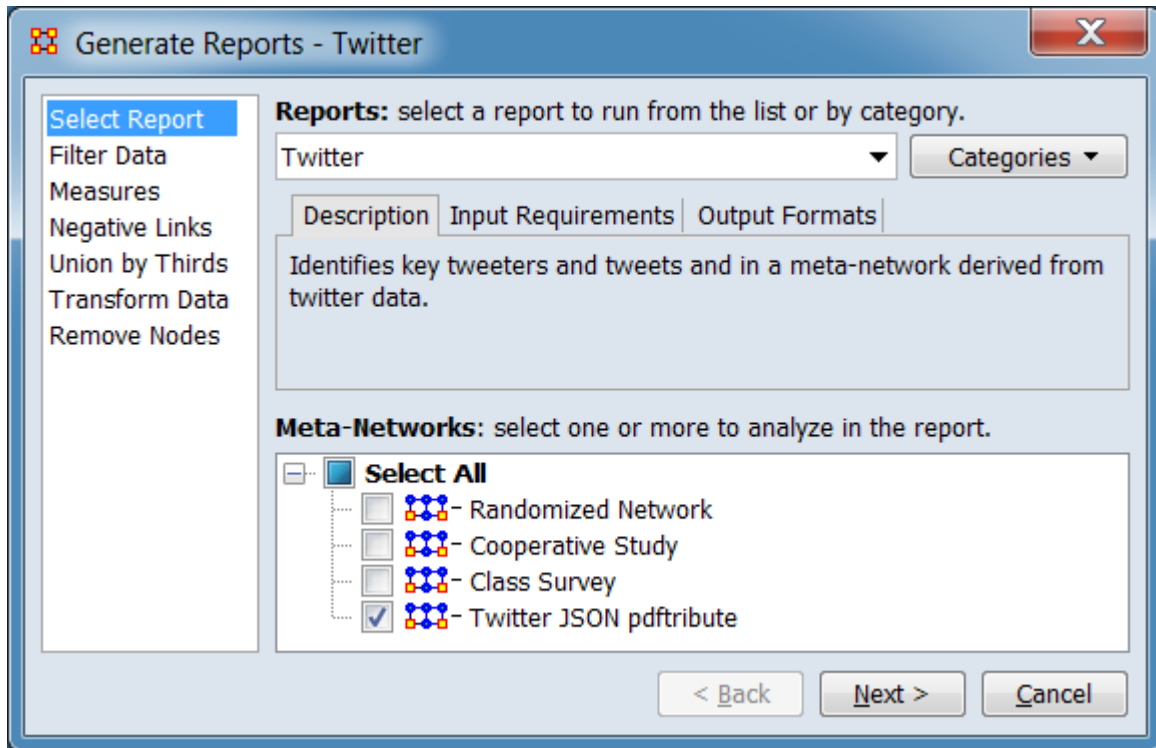 Generate Reports - Twitter
X
Select Report
Filter Data
Measures
Negative Links
Union by Thirds
Transform Data
Remove Nodes
Reports: select a report to run from the list or by category.
Twitter
Categories
Description
Input Requirements
Output Formats
Identifies key tweeters and tweets and in a meta-network derived from
twitter data.
Meta-Networks: select one or more to analyze in the report.
Select All
- Randomized Network
- Cooperative Study
- Class Survey
- Twitter JSON pdftribute
< Back
Next >
Cancel